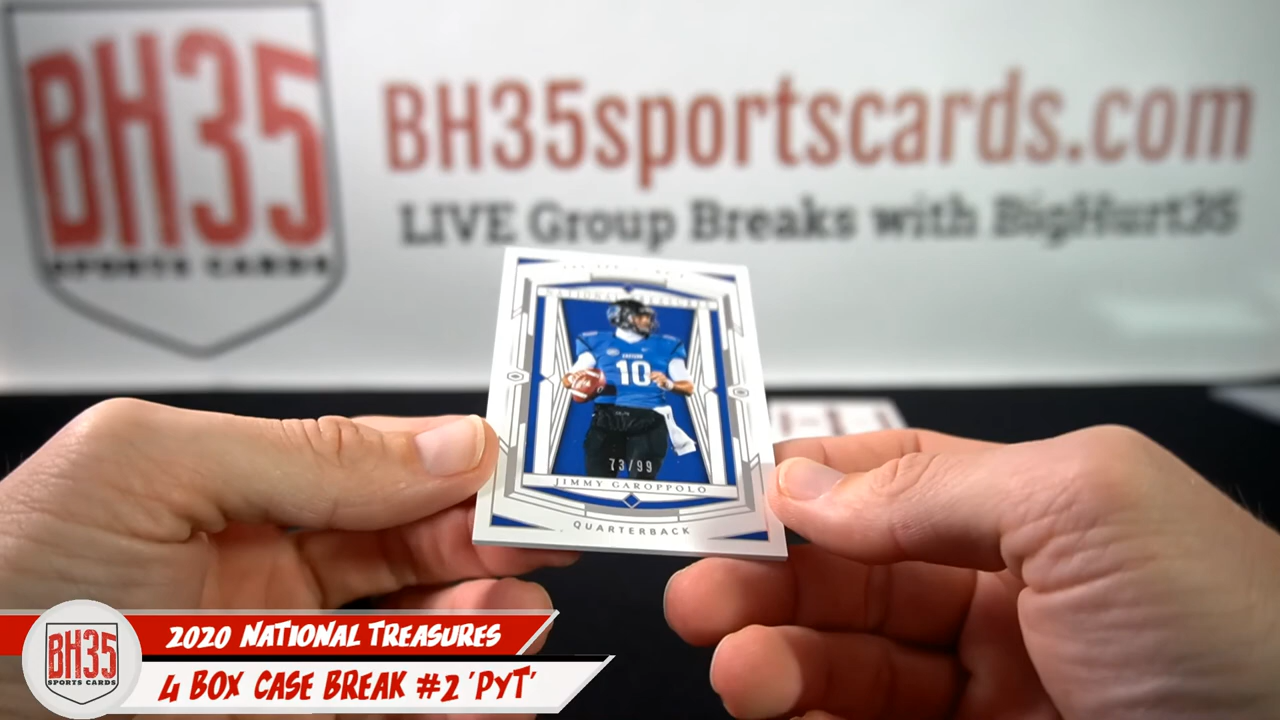 BH35
SPORTS CARDS
BH35sportscards.com
LIVE Group Breaks with BigHurt35
NATIONAL TREASURES
10
73/99
JIMMY GAROPPOLO
QUARTERBACK
BH35
SPORTS CARDS
2020 NATIONAL TREASURES
4 BOX CASE BREAK #2 'PYT'